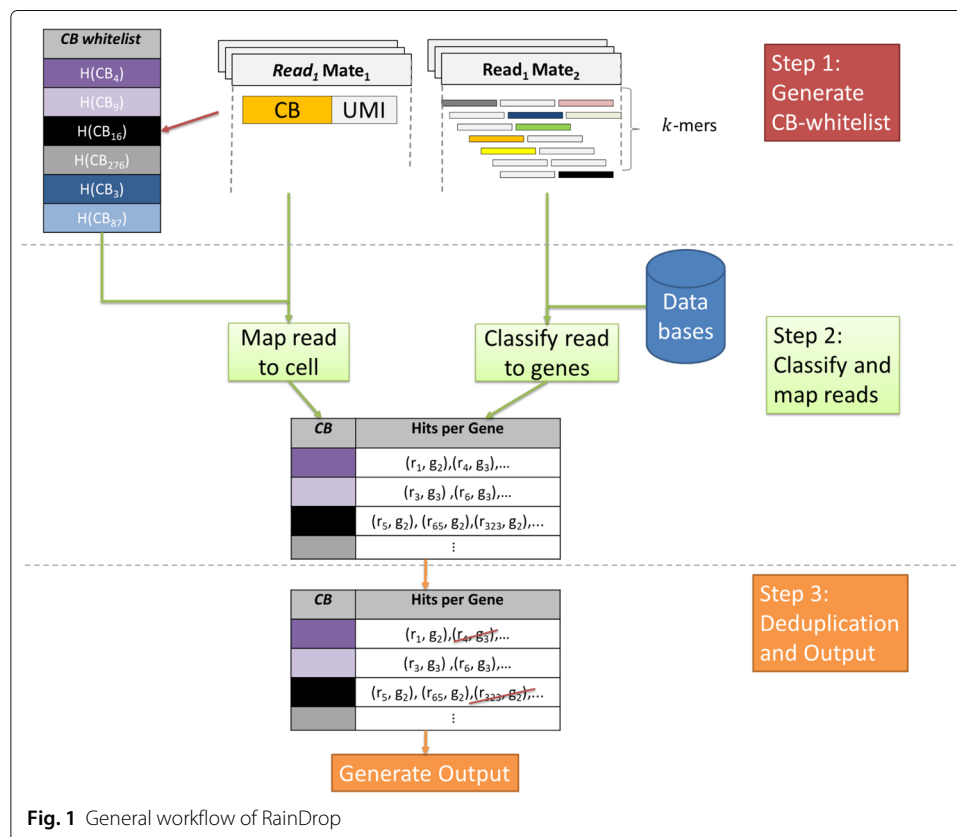 CB whitelist
H(CB₄)
H(CB₉)
H(CB₁₆)
H(CB₂₇₆)
H(CB₃)
H(CB₈₇)
Read₁ Mate₁
CB UMI
Read₁ Mate₂
k-mers
Step 1:
Generate
CB-whitelist
Data
bases
Map read
to cell
Classify read
to genes
Step 2:
Classify and
map reads
CB Hits per Gene
(r₁, g₂),(r₄, g₃),...
(r₃, g₃) ,(r₆, g₃),...
(r₅, g₂), (r₆₅, g₂),(r₃₂₃, g₂),...
⋮
Step 3:
Deduplication
and Output
CB Hits per Gene
(r₁, g₂),(r₄, g₃),...
(r₃, g₃) ,(r₆, g₃),...
(r₅, g₂), (r₆₅, g₂),(r₃₂₃, g₂),...
⋮
Generate Output
Fig. 1 General workflow of RainDrop